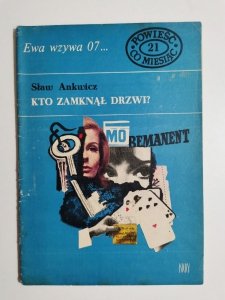 Ewa wzywa 07...
POWIEŚĆ
21
CO MIESIĄC
Sław Ankwicz
KTO ZAMKNĄŁ DRZWI?
MO
REMANENT